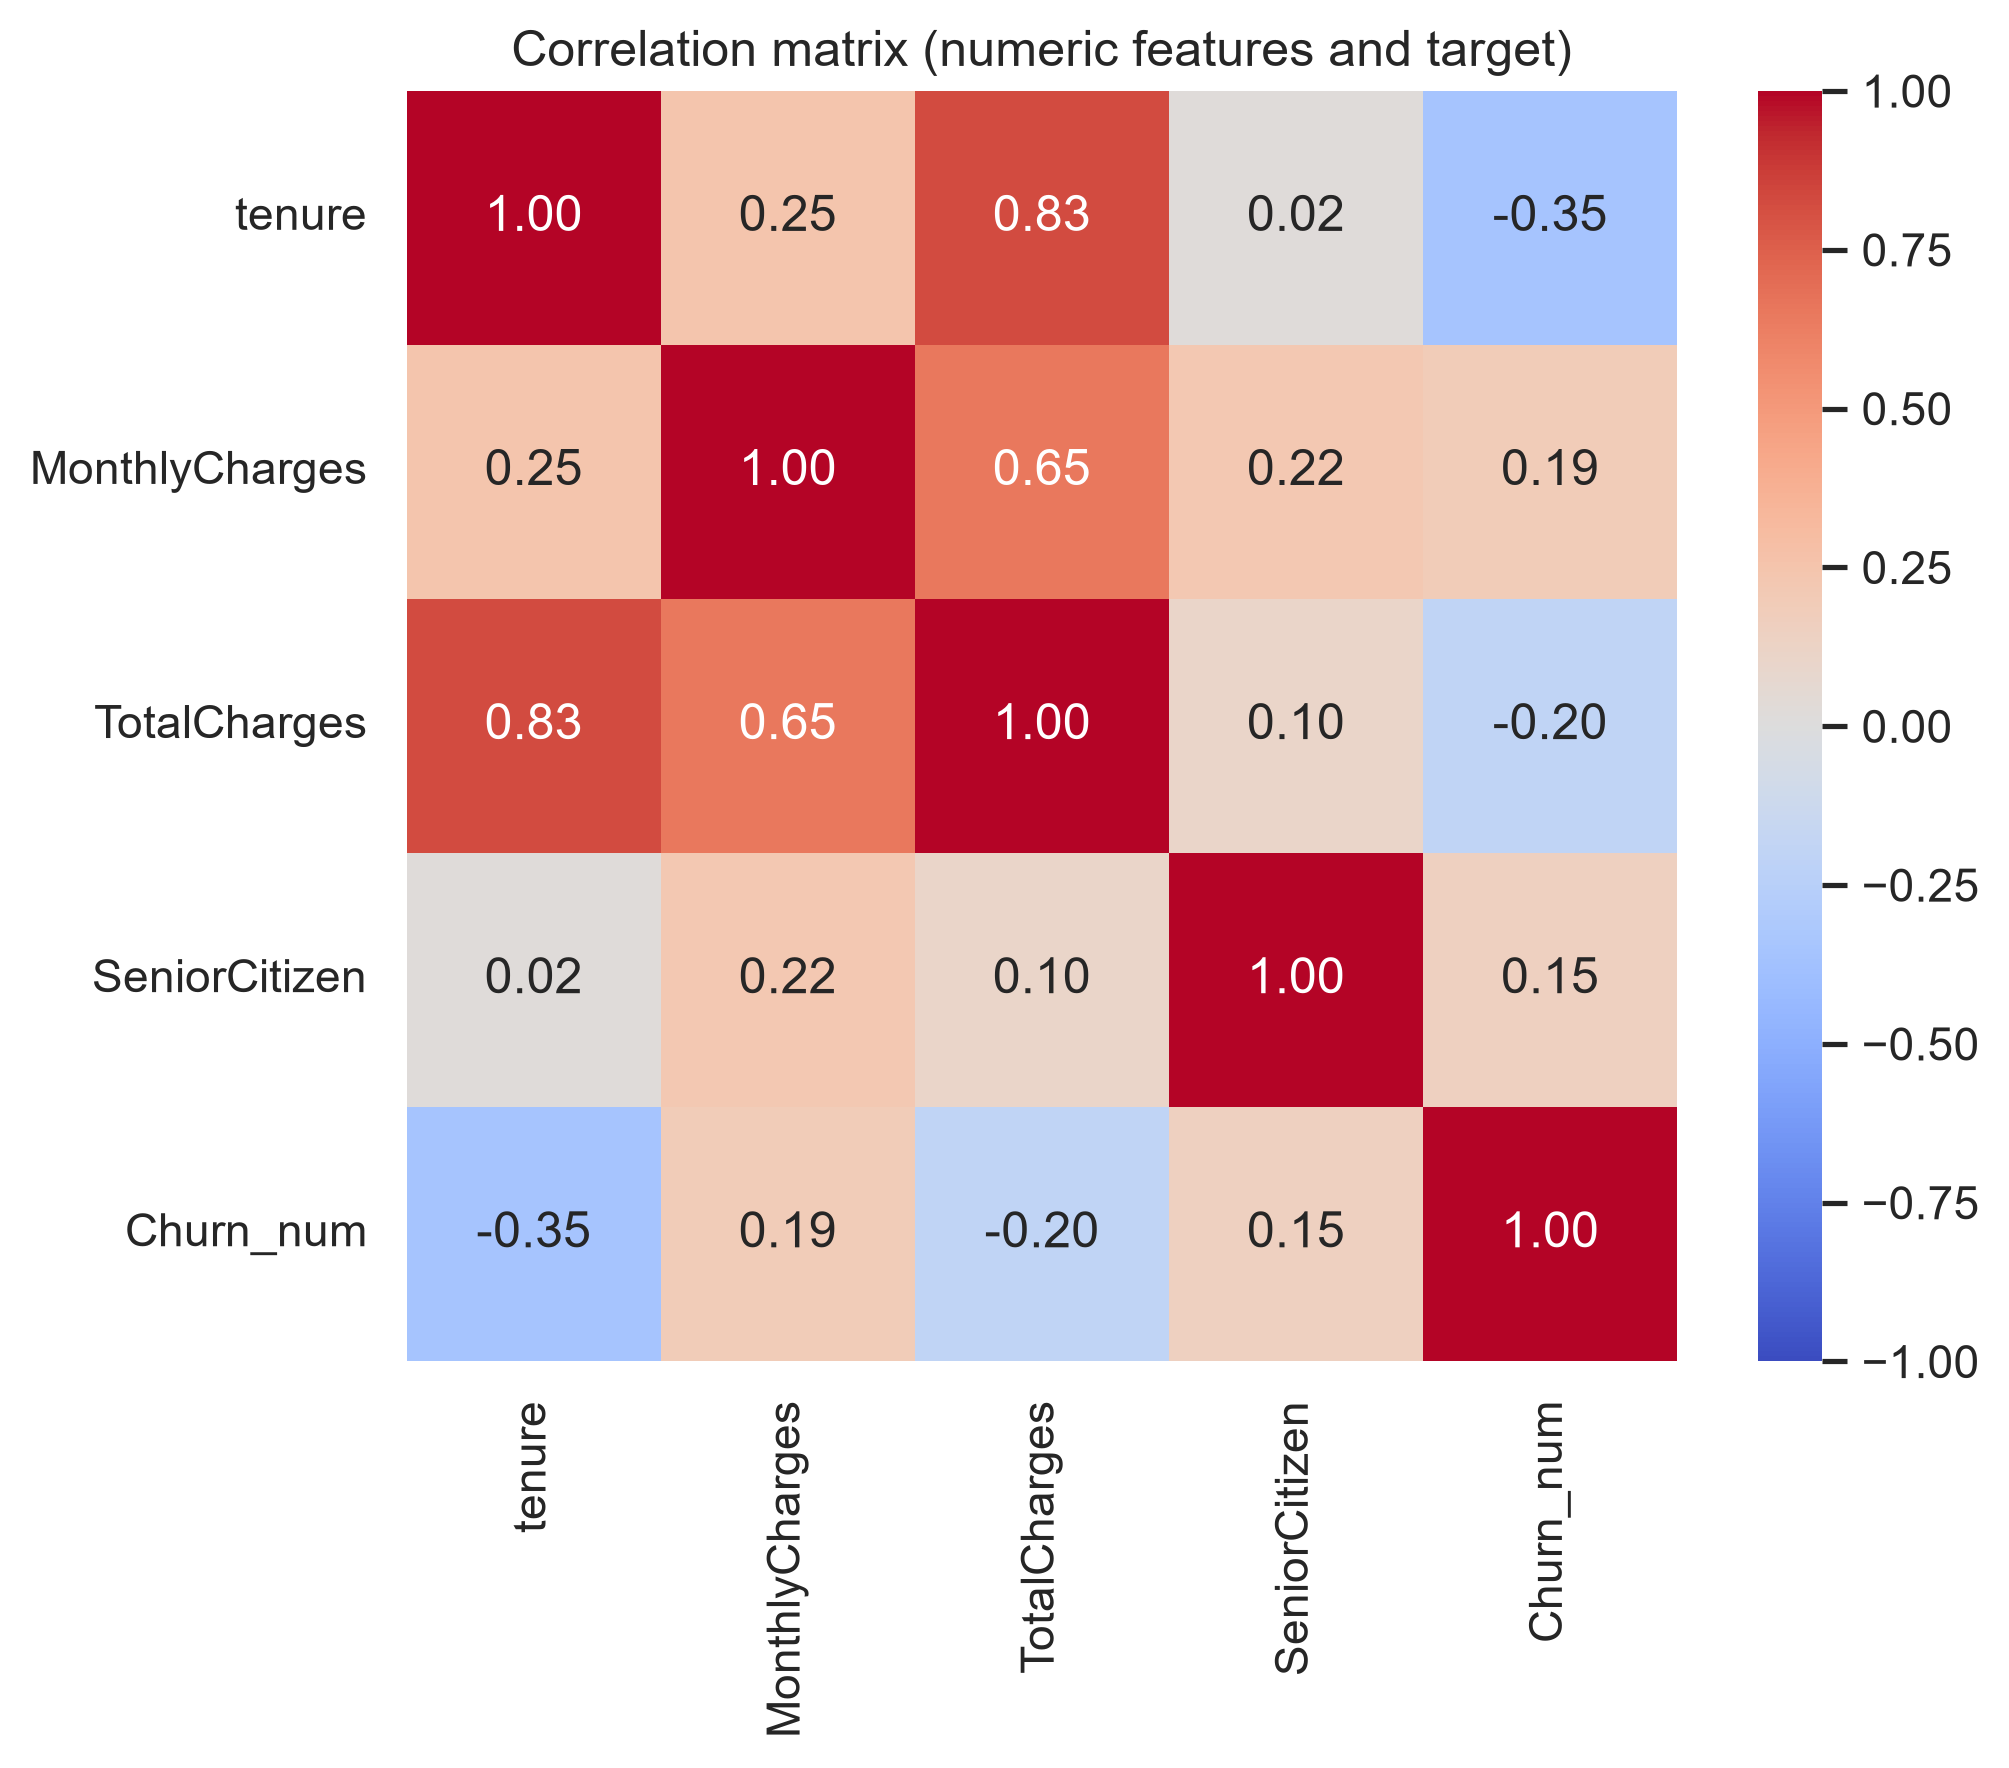 Correlation matrix (numeric features and target)
tenure 1.00 0.25 0.83 0.02 -0.35
MonthlyCharges 0.25 1.00 0.65 0.22 0.19
TotalCharges 0.83 0.65 1.00 0.10 -0.20
SeniorCitizen 0.02 0.22 0.10 1.00 0.15
Churn_num -0.35 0.19 -0.20 0.15 1.00
tenure
MonthlyCharges
TotalCharges
SeniorCitizen
Churn_num
1.00
0.75
0.50
0.25
0.00
−0.25
−0.50
−0.75
−1.00